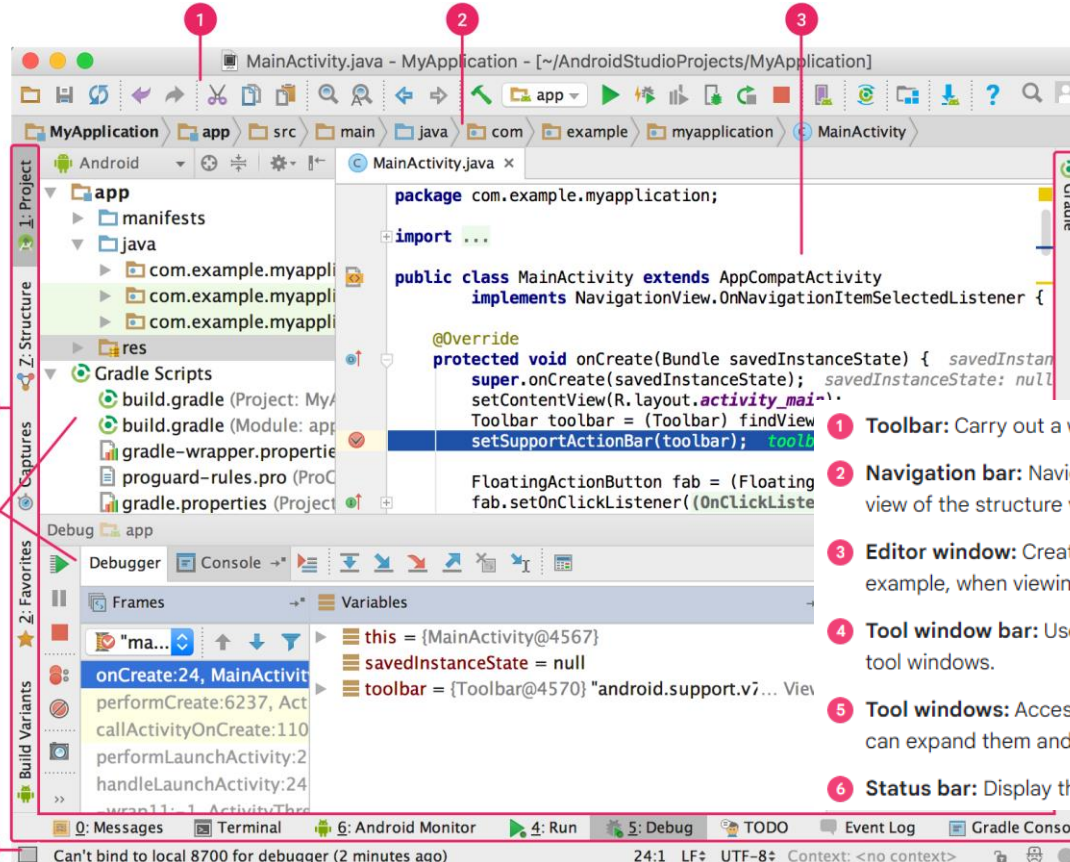 1 2 3
MainActivity.java - MyApplication - [~/AndroidStudioProjects/MyApplication]
app
?
MyApplication app src main java com example myapplication MainActivity
1: Project
Z: Structure
Captures
2: Favorites
Build Variants
Android
app
manifests
java
com.example.myappli
com.example.myappli
com.example.myappli
res
Gradle Scripts
build.gradle (Project: MyA
build.gradle (Module: app
gradle-wrapper.propertie
proguard-rules.pro (ProC
gradle.properties (Project
MainActivity.java ×
package com.example.myapplication;
import ...
public class MainActivity extends AppCompatActivity
implements NavigationView.OnNavigationItemSelectedListener {
@Override
protected void onCreate(Bundle savedInstanceState) { savedInstan
super.onCreate(savedInstanceState); savedInstanceState: null
setContentView(R.layout.activity_main);
Toolbar toolbar = (Toolbar) findView
setSupportActionBar(toolbar); toolb
FloatingActionButton fab = (Floating
fab.setOnClickListener((OnClickListe
Gradle
1 Toolbar: Carry out a w
2 Navigation bar: Navi
view of the structure
3 Editor window: Creat
example, when viewin
4 Tool window bar: Use
tool windows.
5 Tool windows: Acces
can expand them and
6 Status bar: Display th
Debug app
Debugger Console
Frames
Variables
"ma...
onCreate:24, MainActivit
performCreate:6237, Act
callActivityOnCreate:110
performLaunchActivity:2
handleLaunchActivity:24
-wrap11:-1, ActivityThre
this = {MainActivity@4567}
savedInstanceState = null
toolbar = {Toolbar@4570} "android.support.v7... View
0: Messages Terminal 6: Android Monitor 4: Run 5: Debug TODO Event Log Gradle Conso
Can't bind to local 8700 for debugger (2 minutes ago) 24:1 LF÷ UTF-8÷ Context: <no context>